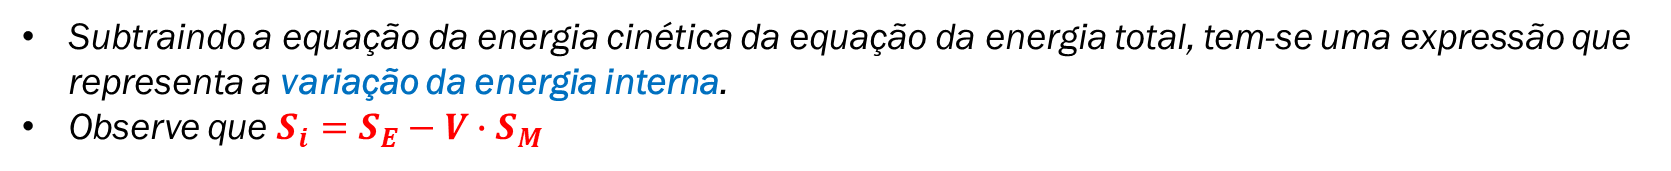 • Subtraindo a equação da energia cinética da equação da energia total, tem-se uma expressão que
representa a variação da energia interna.
• Observe que S_i = S_E − V · S_M